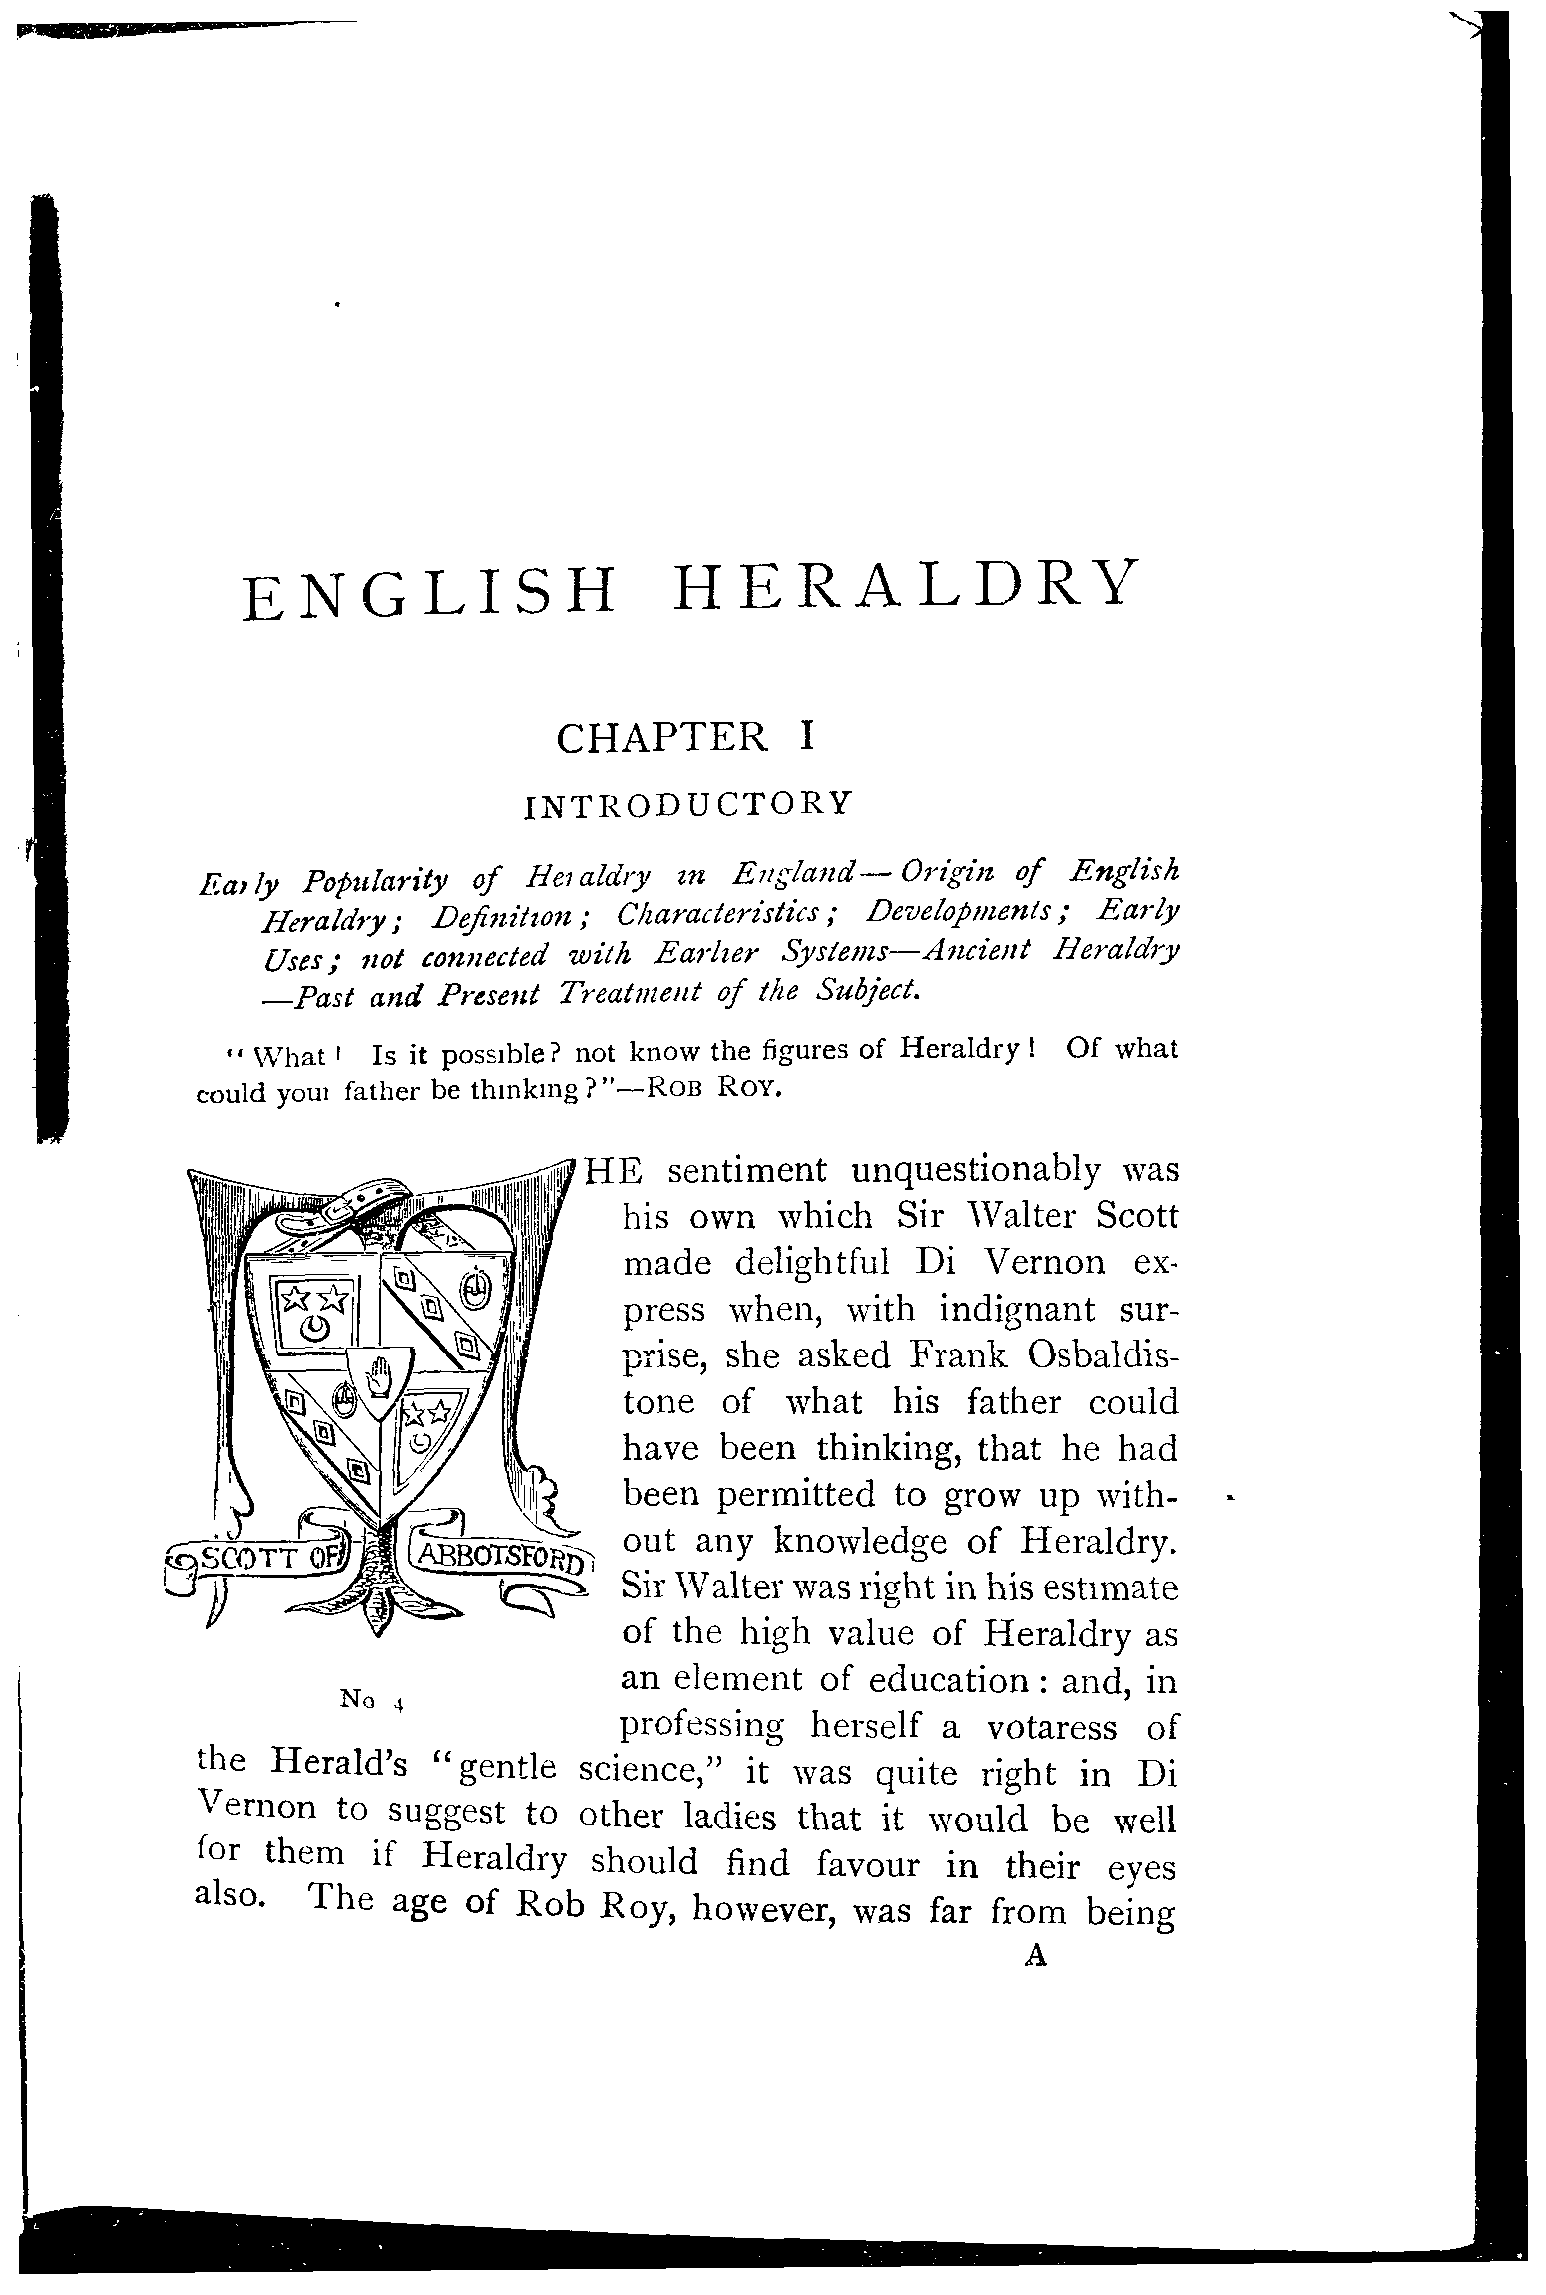 ENGLISH HERALDRY
CHAPTER I
INTRODUCTORY
Early Popularity of Heraldry in England—Origin of English
Heraldry; Definition; Characteristics; Developments; Early
Uses; not connected with Earlier Systems—Ancient Heraldry
—Past and Present Treatment of the Subject.
"What! Is it possible? not know the figures of Heraldry! Of what
could your father be thinking?"—ROB ROY.
SCOTT OF ABBOTSFORD
No 4
THE sentiment unquestionably was
his own which Sir Walter Scott
made delightful Di Vernon ex-
press when, with indignant sur-
prise, she asked Frank Osbaldis-
tone of what his father could
have been thinking, that he had
been permitted to grow up with-
out any knowledge of Heraldry.
Sir Walter was right in his estimate
of the high value of Heraldry as
an element of education: and, in
professing herself a votaress of
the Herald's "gentle science," it was quite right in Di
Vernon to suggest to other ladies that it would be well
for them if Heraldry should find favour in their eyes
also. The age of Rob Roy, however, was far from being
A